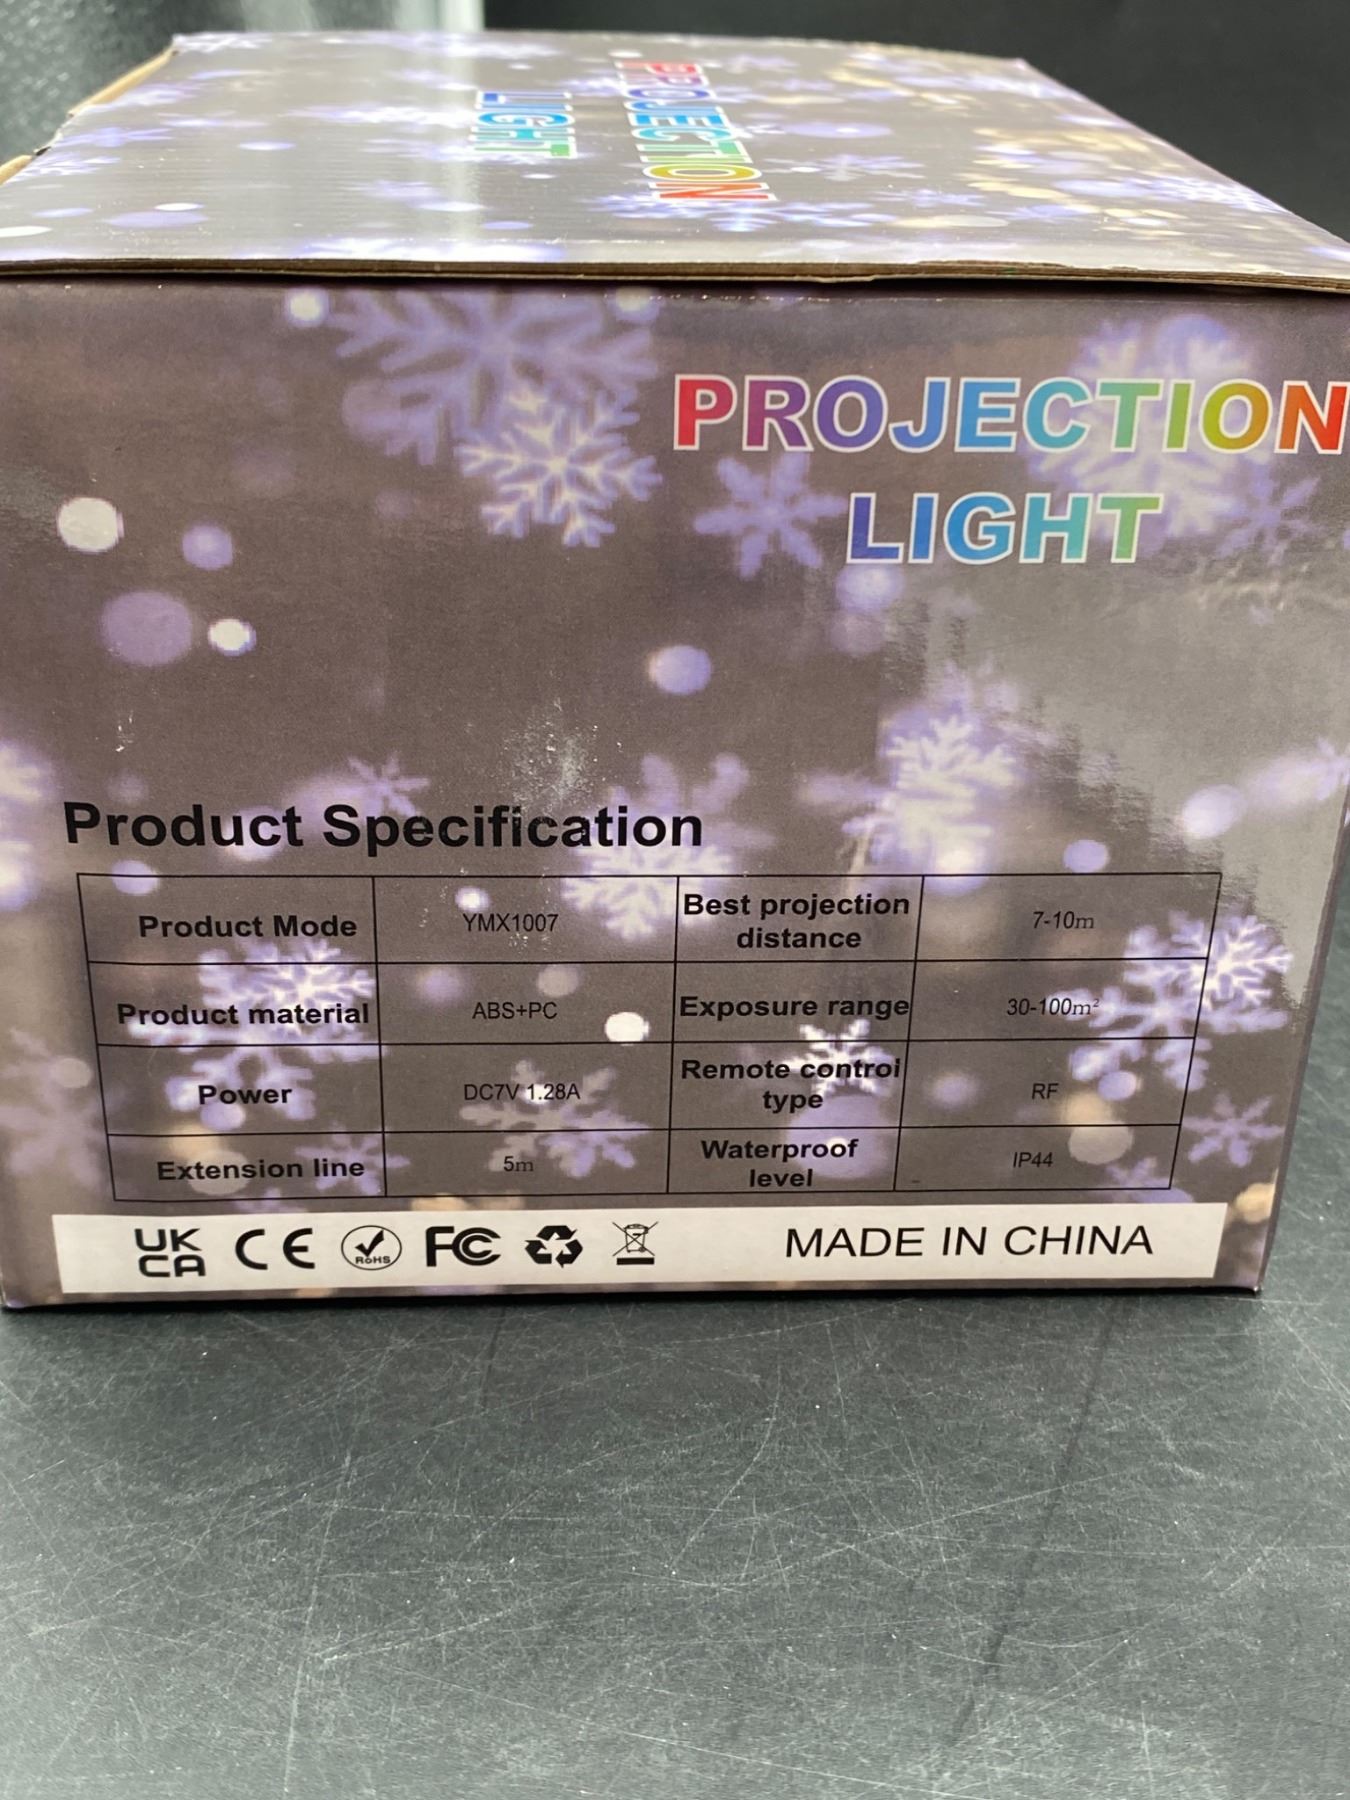 PROJECTION
LIGHT
PROJECTION
LIGHT
Product Specification
Product Mode YMX1007 Best projection distance 7-10m
Product material ABS+PC Exposure range 30-100m²
Power DC7V 1.28A Remote control type RF
Extension line 5m Waterproof level IP44
UK CA CE RoHS FC MADE IN CHINA